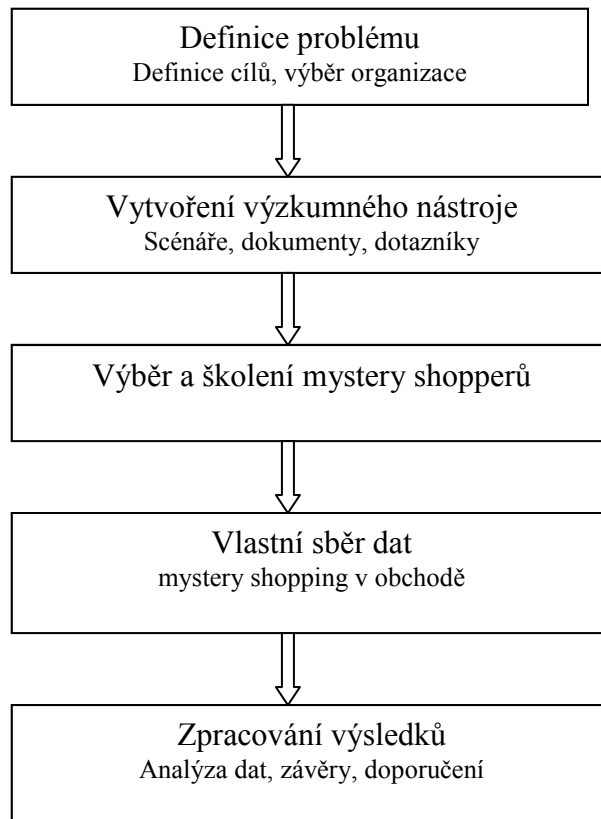 Definice problému
Definice cílů, výběr organizace
Vytvoření výzkumného nástroje
Scénáře, dokumenty, dotazníky
Výběr a školení mystery shopperů
Vlastní sběr dat
mystery shopping v obchodě
Zpracování výsledků
Analýza dat, závěry, doporučení